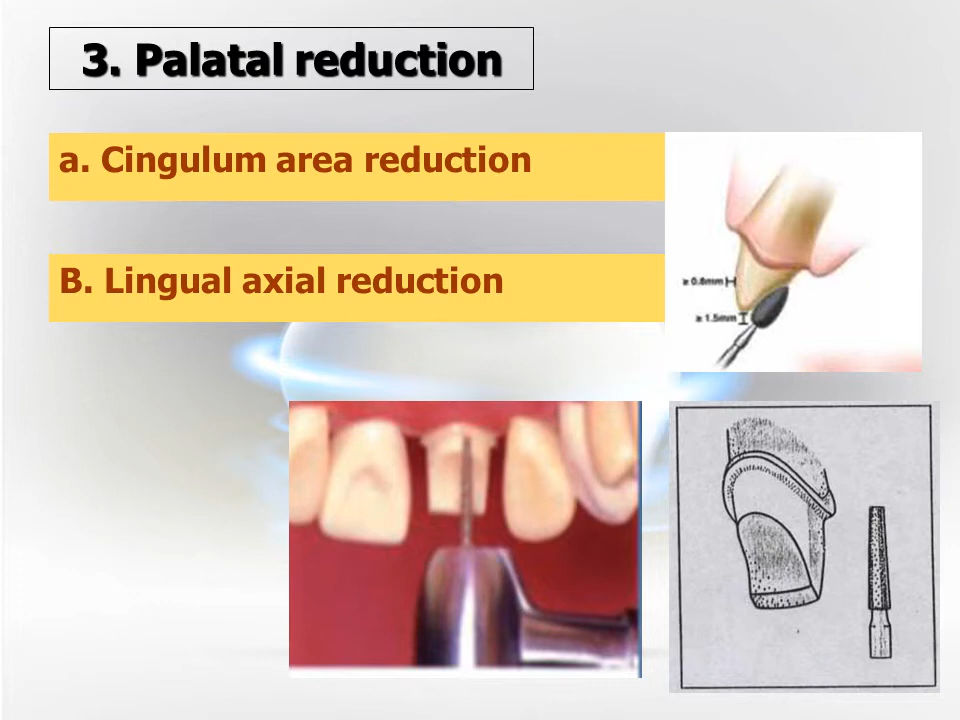 3. Palatal reduction
a. Cingulum area reduction
B. Lingual axial reduction
≥ 0.8mm
≥ 1.5mm